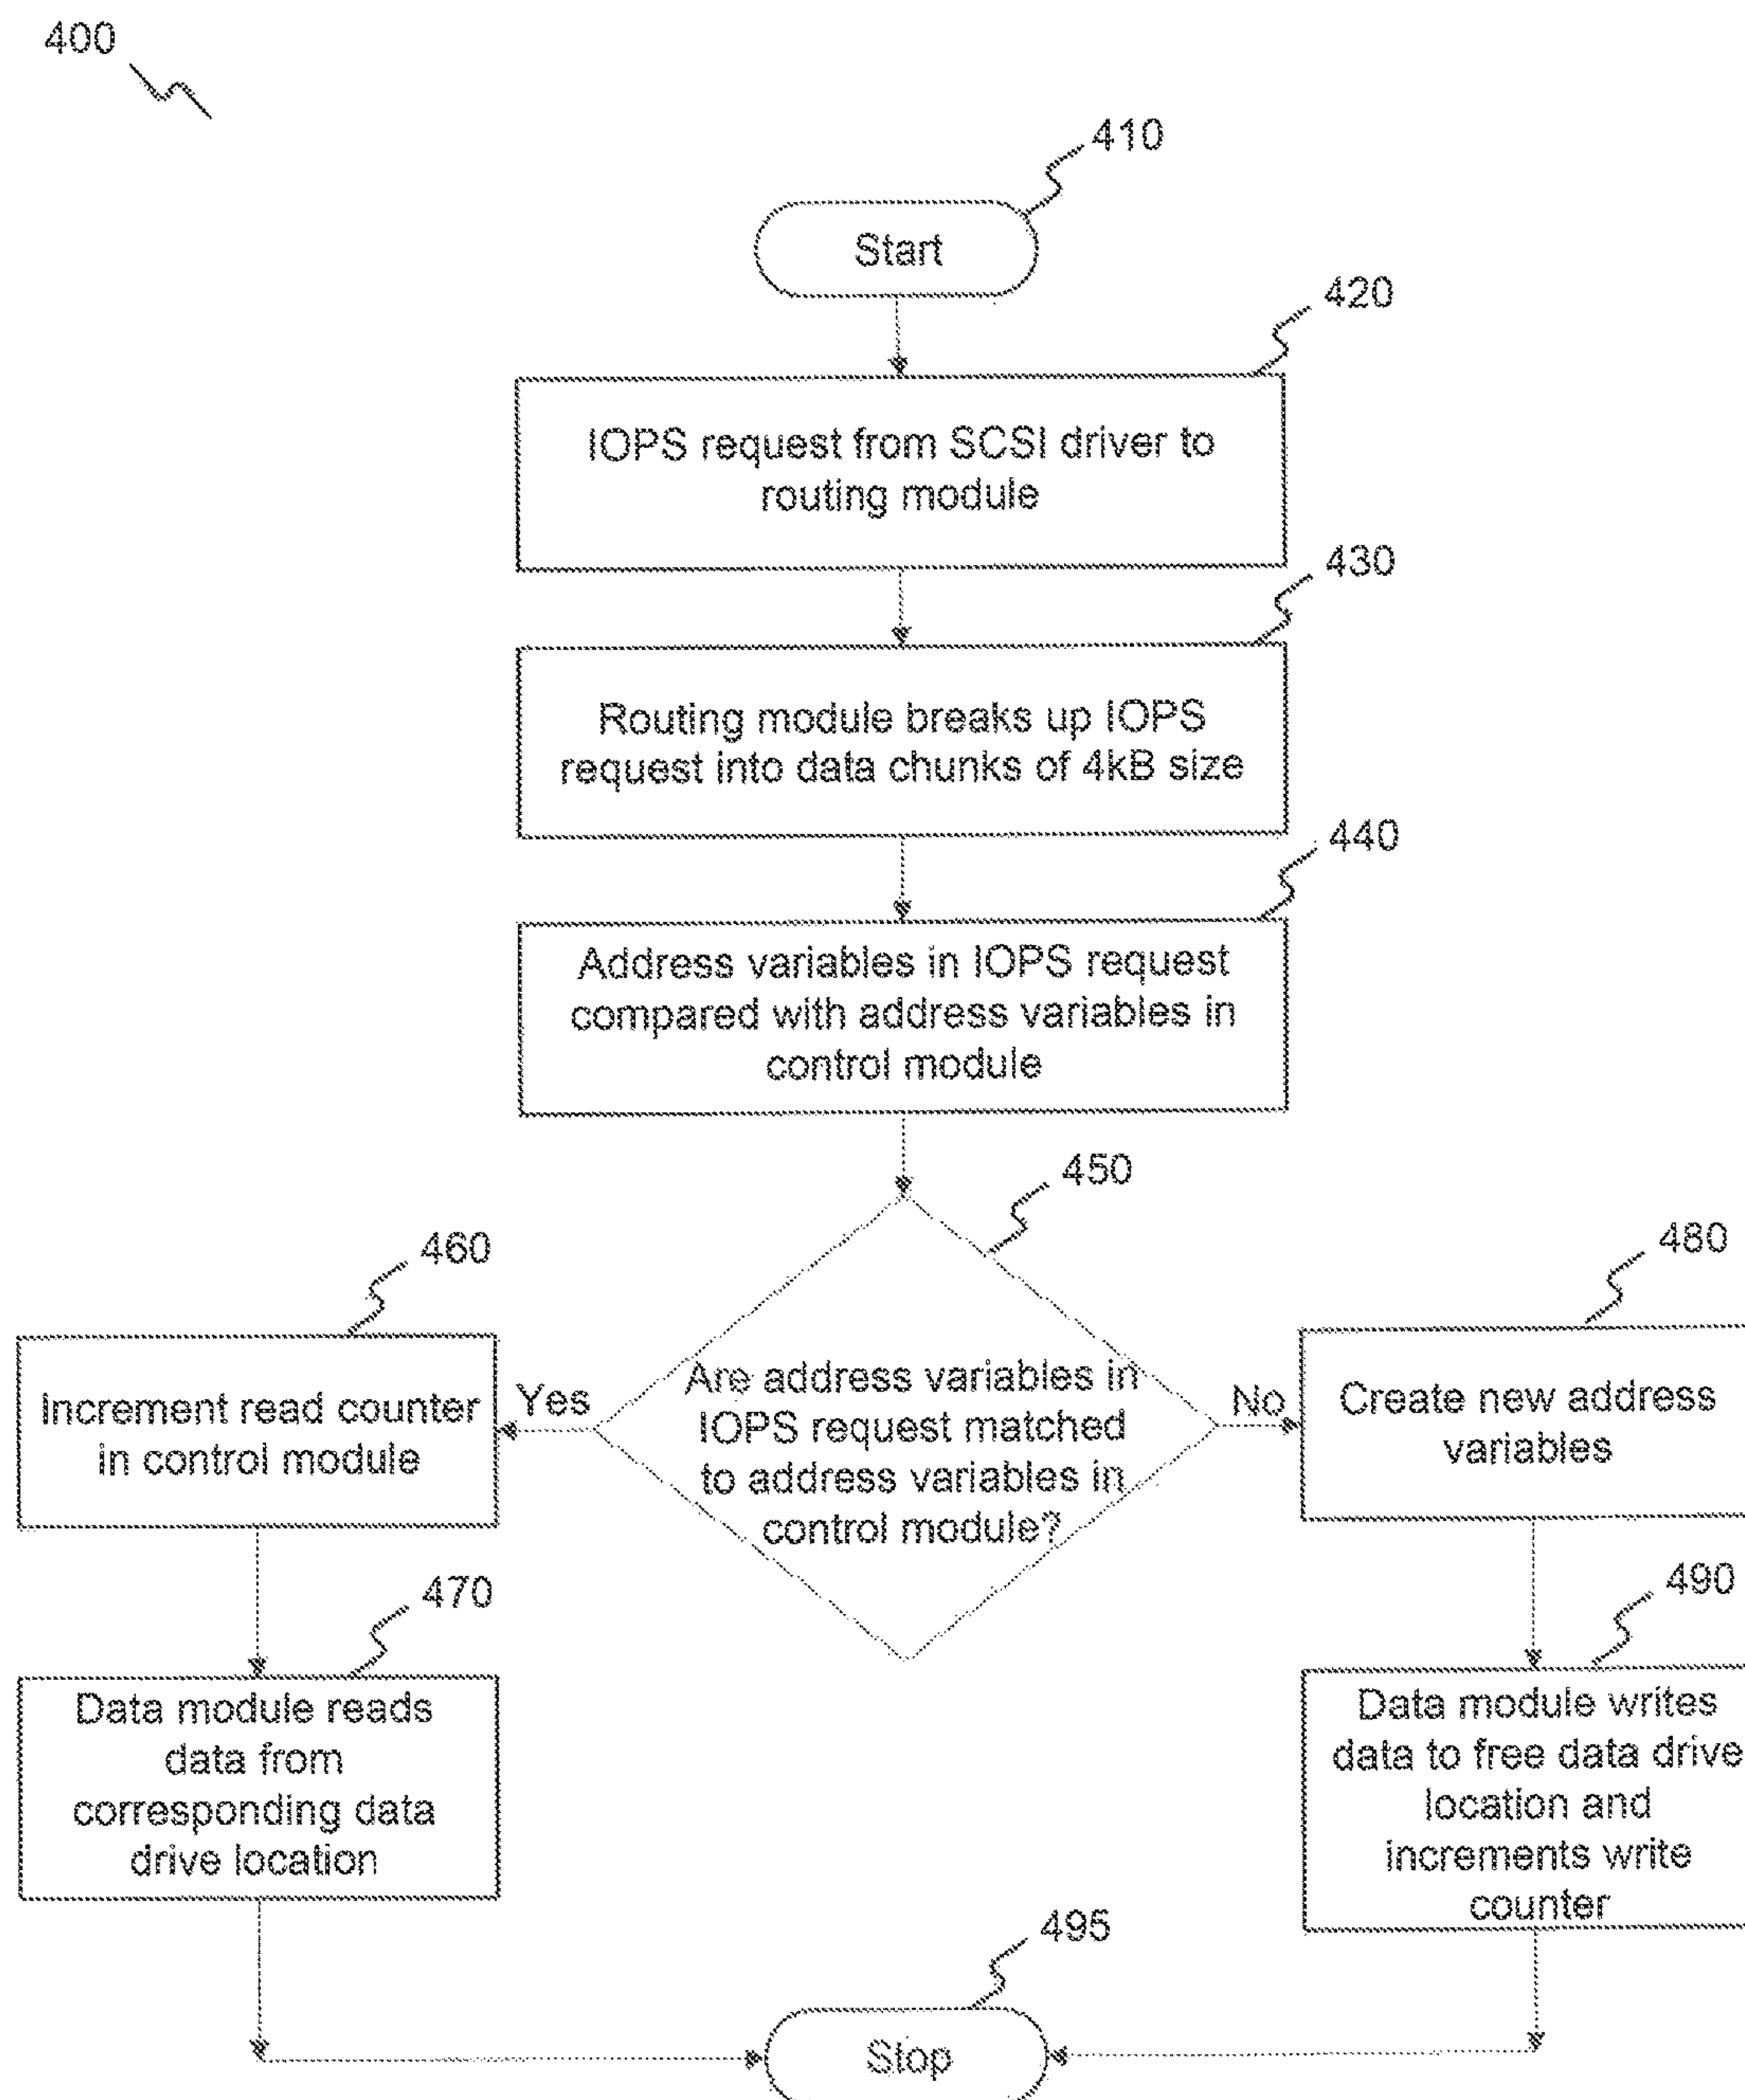 400
410
Start
420
IOPS request from SCSI driver to
routing module
430
Routing module breaks up IOPS
request into data chunks of 4kB size
440
Address variables in IOPS request
compared with address variables in
control module
450
Are address variables in
IOPS request matched
to address variables in
control module?
Yes
No
460
Increment read counter
in control module
470
Data module reads
data from
corresponding data
drive location
480
Create new address
variables
490
Data module writes
data to free data drive
location and
increments write
counter
495
Stop